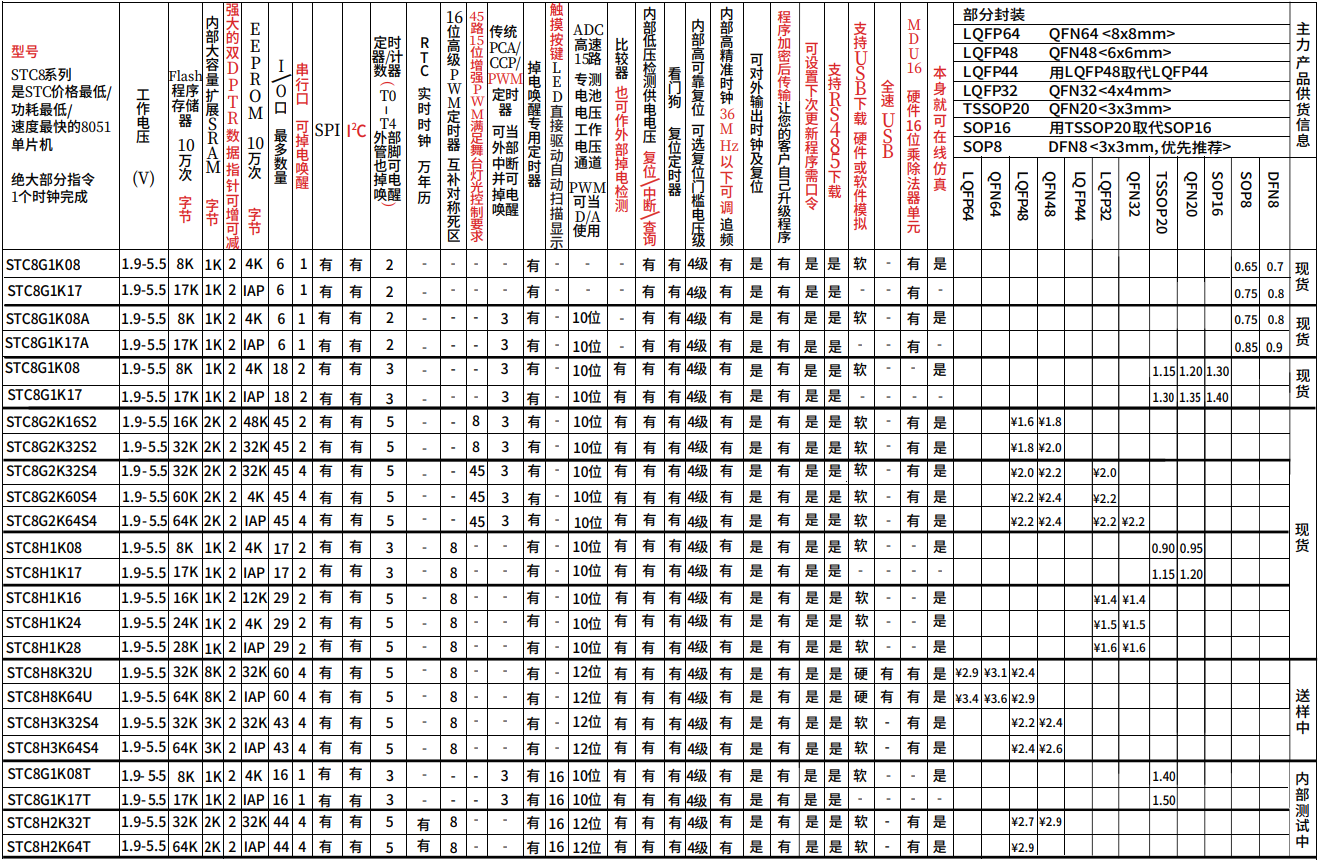 型号
STC8系列
是STC价格最低/
功耗最低/
速度最快的8051
单片机
绝大部分指令
1个时钟完成
工作电压 (V)
Flash程序存储器 10万次 字节
内部大容量扩展SRAM 字节
强大的双DPTR数据指针可增可减
EEPROM 10万次 字节
I/O口 最多数量
串行口 可掉电唤醒
SPI
I²C
定时器/计数器 (T0-T4外部管脚也可掉电唤醒)
RTC 实时时钟 万年历
16位高级PWM定时器 互补对称死区
45路15位增强PWM满足舞台灯光控制要求
传统PCA/CCP/PWM定时器 可当外部中断并可掉电唤醒
掉电唤醒专用定时器
触摸按键LED直接驱动自动扫描显示
ADC高速15路 专测电池电压工作电压通道 PWM可当D/A使用
比较器 也可作外部掉电检测
内部低压检测供电电压 复位/中断/查询
看门狗 复位定时器
内部高可靠复位 可选复位门槛电压级
内部高精准时钟36MHz以下可调 追频
可对外输出时钟及复位
程序加密后传输让您的客户自己升级程序
可设置下次更新程序需口令
支持RS485下载
支持USB下载 硬件或软件模拟
全速USB
MDU16 硬件16位乘除法器单元
本身就可在线仿真
部分封装
LQFP64 QFN64 <8x8mm>
LQFP48 QFN48 <6x6mm>
LQFP44 用LQFP48取代LQFP44
LQFP32 QFN32 <4x4mm>
TSSOP20 QFN20 <3x3mm>
SOP16 用TSSOP20取代SOP16
SOP8 DFN8 <3x3mm,优先推荐>
LQFP64 QFN64 LQFP48 QFN48 LQFP44 LQFP32 QFN32 TSSOP20 QFN20 SOP16 SOP8 DFN8
主力产品供货信息
STC8G1K08 1.9-5.5 8K 1K 2 4K 6 1 有 有 2 - - - - 有 - - - 有 有 4级 有 是 有 是 是 软 - 有 是 0.65 0.7 现货
STC8G1K17 1.9-5.5 17K 1K 2 IAP 6 1 有 有 2 - - - - 有 - - - 有 有 4级 有 是 有 是 是 - - 有 - 0.75 0.8
STC8G1K08A 1.9-5.5 8K 1K 2 4K 6 1 有 有 2 - - - 3 有 - 10位 - 有 有 4级 有 是 有 是 是 软 - 有 是 0.75 0.8 现货
STC8G1K17A 1.9-5.5 17K 1K 2 IAP 6 1 有 有 2 - - - 3 有 - 10位 - 有 有 4级 有 是 有 是 是 - - 有 - 0.85 0.9
STC8G1K08 1.9-5.5 8K 1K 2 4K 18 2 有 有 3 - - - 3 有 - 10位 有 有 有 4级 有 是 有 是 是 软 - - 是 1.15 1.20 1.30 现货
STC8G1K17 1.9-5.5 17K 1K 2 IAP 18 2 有 有 3 - - - 3 有 - 10位 有 有 有 4级 有 是 有 是 是 - - - - 1.30 1.35 1.40
STC8G2K16S2 1.9-5.5 16K 2K 2 48K 45 2 有 有 5 - - 8 3 有 - 10位 有 有 有 4级 有 是 有 是 是 软 - 有 是 ¥1.6 ¥1.8 现货
STC8G2K32S2 1.9-5.5 32K 2K 2 32K 45 2 有 有 5 - - 8 3 有 - 10位 有 有 有 4级 有 是 有 是 是 软 - 有 是 ¥1.8 ¥2.0
STC8G2K32S4 1.9-5.5 32K 2K 2 32K 45 4 有 有 5 - - 45 3 有 - 10位 有 有 有 4级 有 是 有 是 是 软 - 有 是 ¥2.0 ¥2.2 ¥2.0
STC8G2K60S4 1.9-5.5 60K 2K 2 4K 45 4 有 有 5 - - 45 3 有 - 10位 有 有 有 4级 有 是 有 是 是 软 - 有 是 ¥2.2 ¥2.4 ¥2.2
STC8G2K64S4 1.9-5.5 64K 2K 2 IAP 45 4 有 有 5 - - 45 3 有 - 10位 有 有 有 4级 有 是 有 是 是 软 - 有 是 ¥2.2 ¥2.4 ¥2.2 ¥2.2
STC8H1K08 1.9-5.5 8K 1K 2 4K 17 2 有 有 3 - 8 - - 有 - 10位 有 有 有 4级 有 是 有 是 是 软 - - 是 0.90 0.95
STC8H1K17 1.9-5.5 17K 1K 2 IAP 17 2 有 有 3 - 8 - - 有 - 10位 有 有 有 4级 有 是 有 是 是 - - - - 1.15 1.20
STC8H1K16 1.9-5.5 16K 1K 2 12K 29 2 有 有 5 - 8 - - 有 - 10位 有 有 有 4级 有 是 有 是 是 软 - - 是 ¥1.4 ¥1.4
STC8H1K24 1.9-5.5 24K 1K 2 4K 29 2 有 有 5 - 8 - - 有 - 10位 有 有 有 4级 有 是 有 是 是 软 - - 是 ¥1.5 ¥1.5
STC8H1K28 1.9-5.5 28K 1K 2 IAP 29 2 有 有 5 - 8 - - 有 - 10位 有 有 有 4级 有 是 有 是 是 软 - - 是 ¥1.6 ¥1.6
STC8H8K32U 1.9-5.5 32K 8K 2 32K 60 4 有 有 5 - 8 - - 有 - 12位 有 有 有 4级 有 是 有 是 是 硬 有 有 是 ¥2.9 ¥3.1 ¥2.4 送样中
STC8H8K64U 1.9-5.5 64K 8K 2 IAP 60 4 有 有 5 - 8 - - 有 - 12位 有 有 有 4级 有 是 有 是 是 硬 有 有 是 ¥3.4 ¥3.6 ¥2.9
STC8H3K32S4 1.9-5.5 32K 3K 2 32K 43 4 有 有 5 - 8 - - 有 - 12位 有 有 有 4级 有 是 有 是 是 软 - 有 是 ¥2.2 ¥2.4
STC8H3K64S4 1.9-5.5 64K 3K 2 IAP 43 4 有 有 5 - 8 - - 有 - 12位 有 有 有 4级 有 是 有 是 是 软 - 有 是 ¥2.4 ¥2.6
STC8G1K08T 1.9-5.5 8K 1K 2 4K 16 1 有 有 3 - - - 3 有 16 10位 有 有 有 4级 有 是 有 是 是 软 - - 是 1.40 内部测试中
STC8G1K17T 1.9-5.5 17K 1K 2 IAP 16 1 有 有 3 - - - 3 有 16 10位 有 有 有 4级 有 是 有 是 是 - - - - 1.50
STC8H2K32T 1.9-5.5 32K 2K 2 32K 44 4 有 有 5 有 8 - - 有 16 12位 有 有 有 4级 有 是 有 是 是 软 - 有 是 ¥2.7 ¥2.9
STC8H2K64T 1.9-5.5 64K 2K 2 IAP 44 4 有 有 5 有 8 - - 有 16 12位 有 有 有 4级 有 是 有 是 是 软 - 有 是 ¥2.9